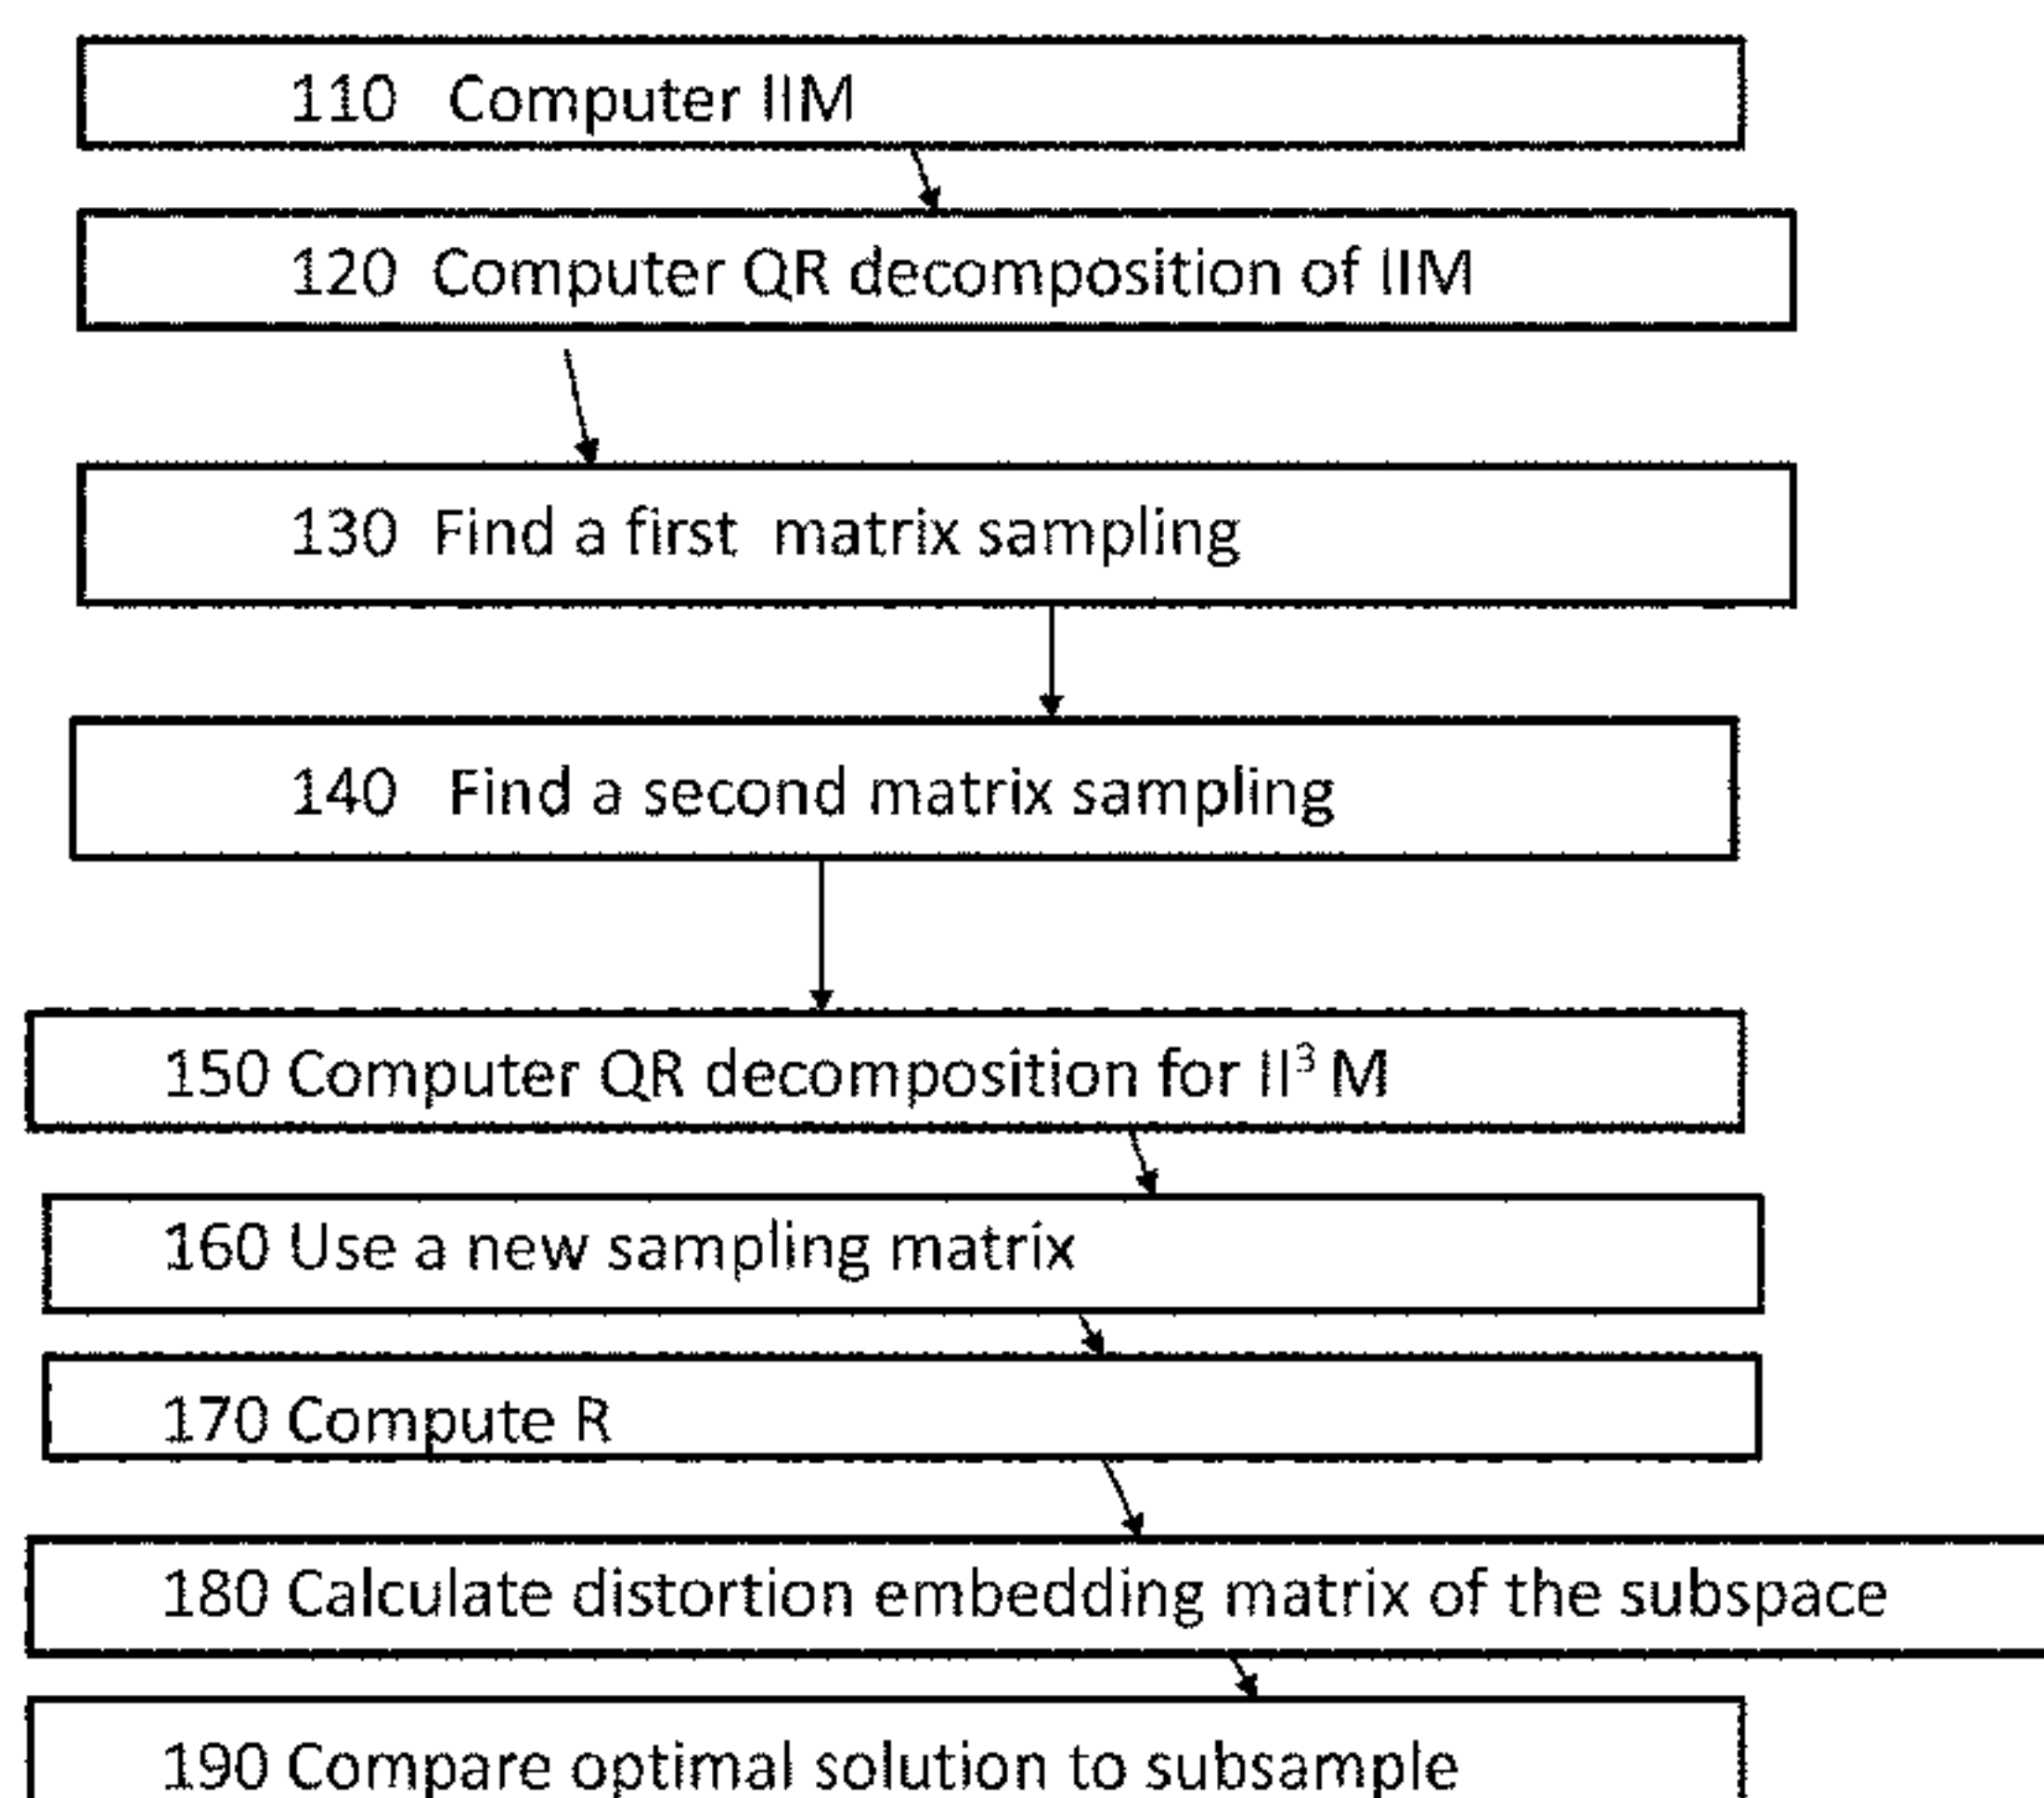 110 Computer IIM
120 Computer QR decomposition of IIM
130 Find a first matrix sampling
140 Find a second matrix sampling
150 Computer QR decomposition for II³ M
160 Use a new sampling matrix
170 Compute R
180 Calculate distortion embedding matrix of the subspace
190 Compare optimal solution to subsample